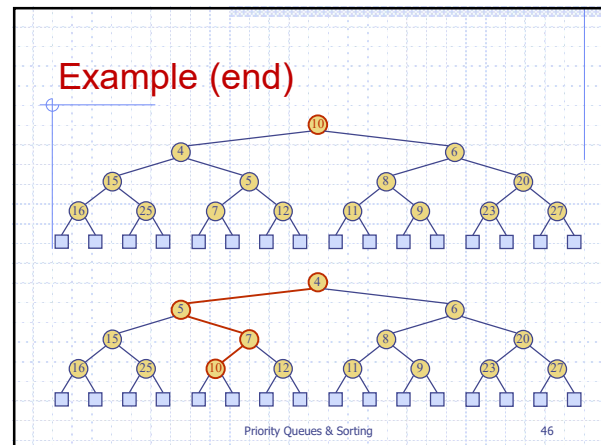 Example (end)
10
4 6
15 5 8 20
16 25 7 12 11 9 23 27
4
5 6
15 7 8 20
16 25 10 12 11 9 23 27
Priority Queues & Sorting 46